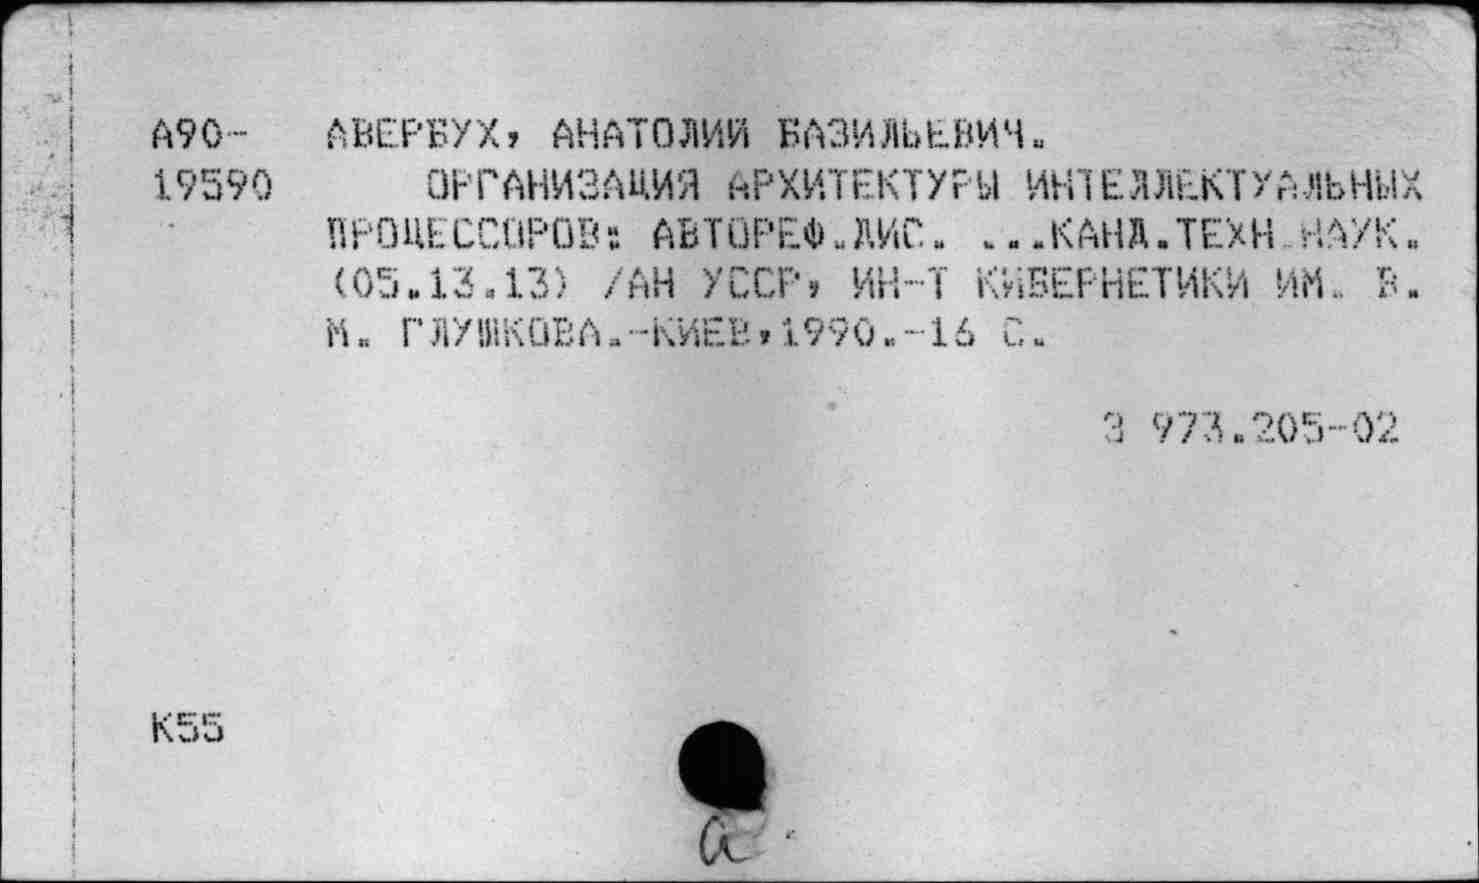 А90- АВЕРБУХ, АНАТОЛИЙ БАЗИЛЬЕВИЧ.
19590 ОРГАНИЗАЦИЯ АРХИТЕКТУРЫ ИНТЕЛЛЕКТУАЛЬНЫХ
ПРОЦЕССОРОВ: АВТОРЕФ.ДИС. ...КАНД.ТЕХН.НАУК.
(05.13.13) /АН УССР, ИН-Т КИБЕРНЕТИКИ ИМ. В.
М. ГЛУШКОВА.-КИЕВ,1990.-16 С.
З 973.205-02
К55